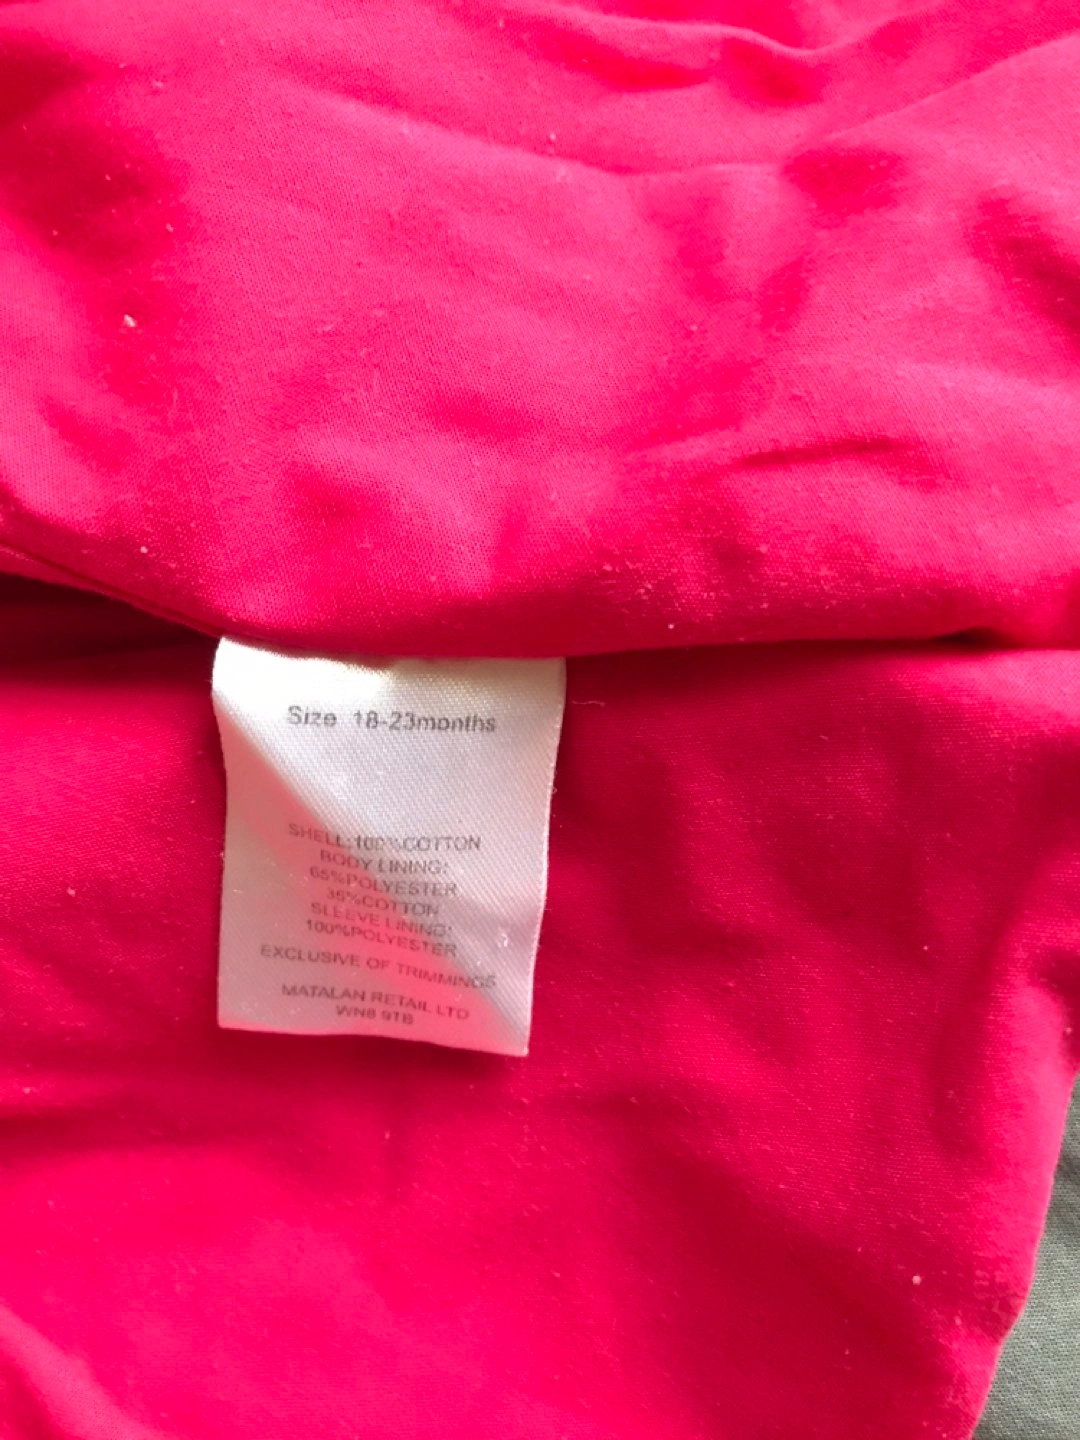 Size 18-23months
SHELL:100%COTTON
BODY LINING:
65%POLYESTER
35%COTTON
SLEEVE LINING:
100%POLYESTER
EXCLUSIVE OF TRIMMINGS
MATALAN RETAIL LTD
WN8 9TB